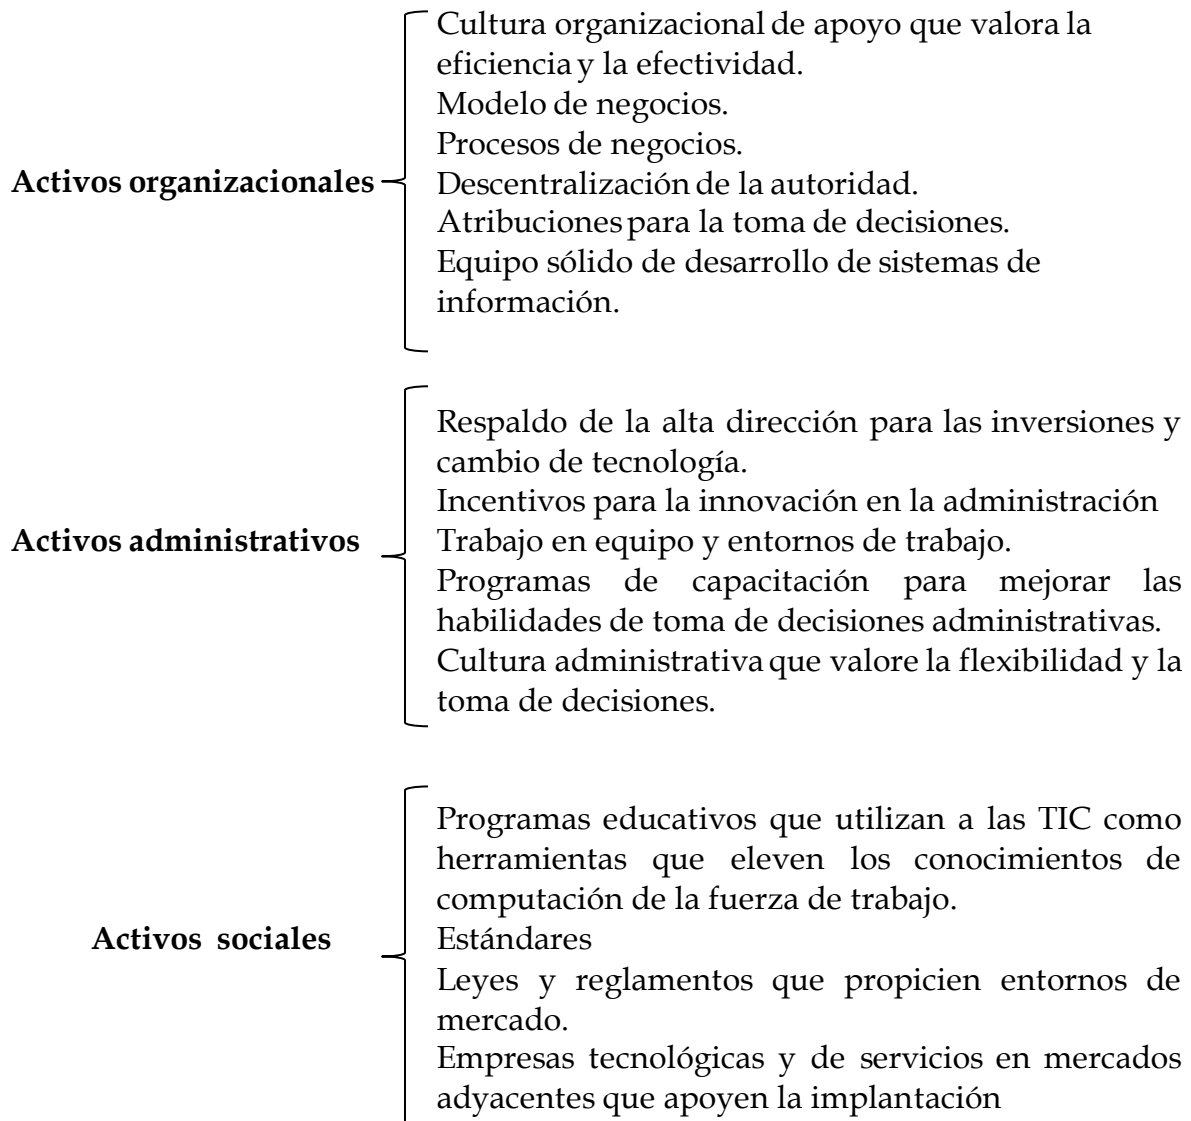 Cultura organizacional de apoyo que valora la
eficiencia y la efectividad.
Modelo de negocios.
Procesos de negocios.
Activos organizacionales
Descentralización de la autoridad.
Atribuciones para la toma de decisiones.
Equipo sólido de desarrollo de sistemas de
información.
Respaldo de la alta dirección para las inversiones y
cambio de tecnología.
Incentivos para la innovación en la administración
Activos administrativos
Trabajo en equipo y entornos de trabajo.
Programas de capacitación para mejorar las
habilidades de toma de decisiones administrativas.
Cultura administrativa que valore la flexibilidad y la
toma de decisiones.
Programas educativos que utilizan a las TIC como
herramientas que eleven los conocimientos de
computación de la fuerza de trabajo.
Activos sociales
Estándares
Leyes y reglamentos que propicien entornos de
mercado.
Empresas tecnológicas y de servicios en mercados
adyacentes que apoyen la implantación